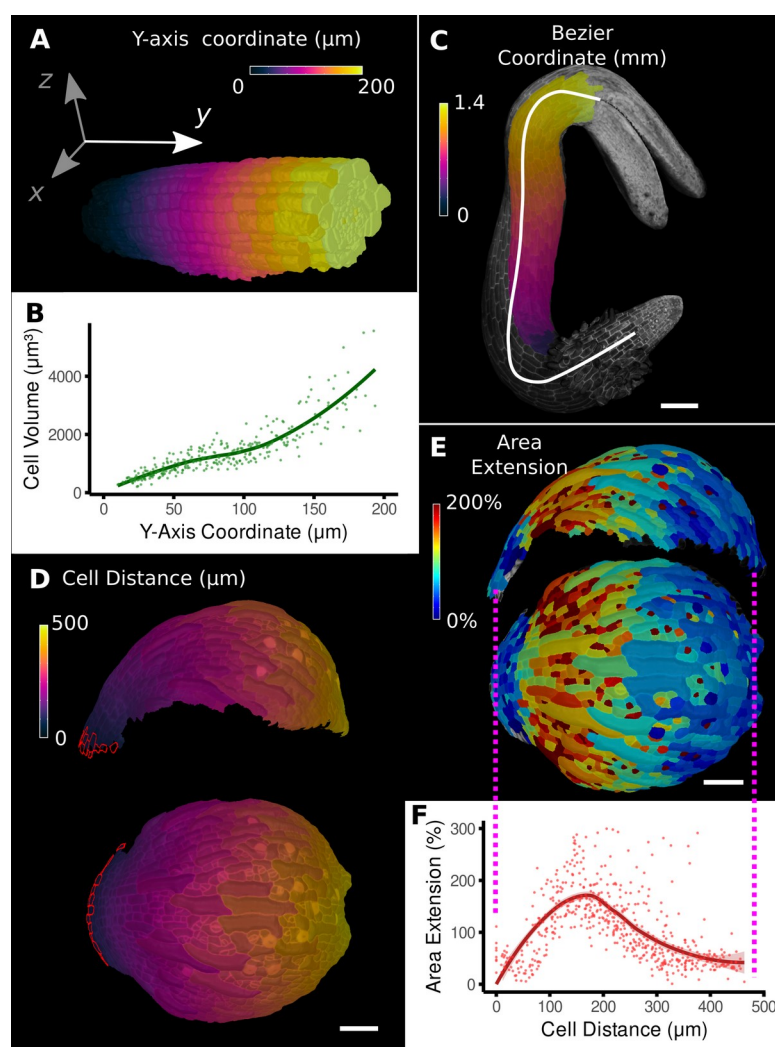 A
Y-axis coordinate (µm)
0
200
z
y
x
B
Cell Volume (µm³)
4000
2000
0
0
50
100
150
200
Y-Axis Coordinate (µm)
C
Bezier
Coordinate (mm)
1.4
0
D
Cell Distance (µm)
500
0
E
Area
Extension
200%
0%
F
Area Extension (%)
300
200
100
0
0
100
200
300
400
500
Cell Distance (µm)